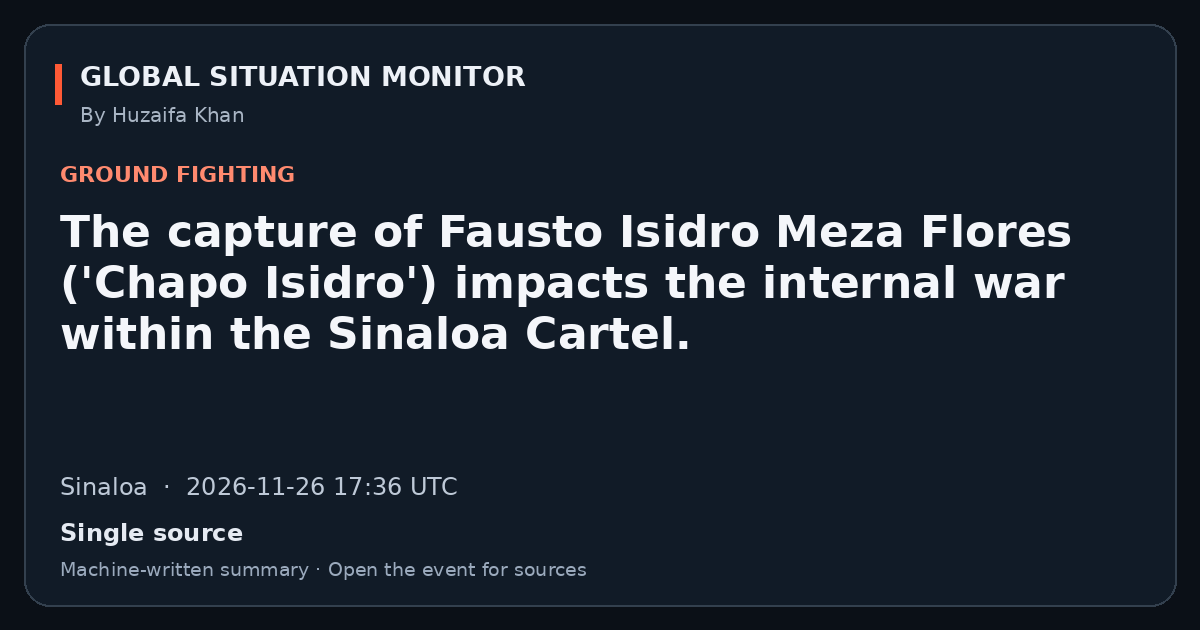 GLOBAL SITUATION MONITOR
By Huzaifa Khan
GROUND FIGHTING
The capture of Fausto Isidro Meza Flores
('Chapo Isidro') impacts the internal war
within the Sinaloa Cartel.
Sinaloa · 2026-11-26 17:36 UTC
Single source
Machine-written summary · Open the event for sources